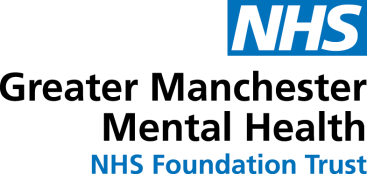 NHS
Greater Manchester
Mental Health
NHS Foundation Trust